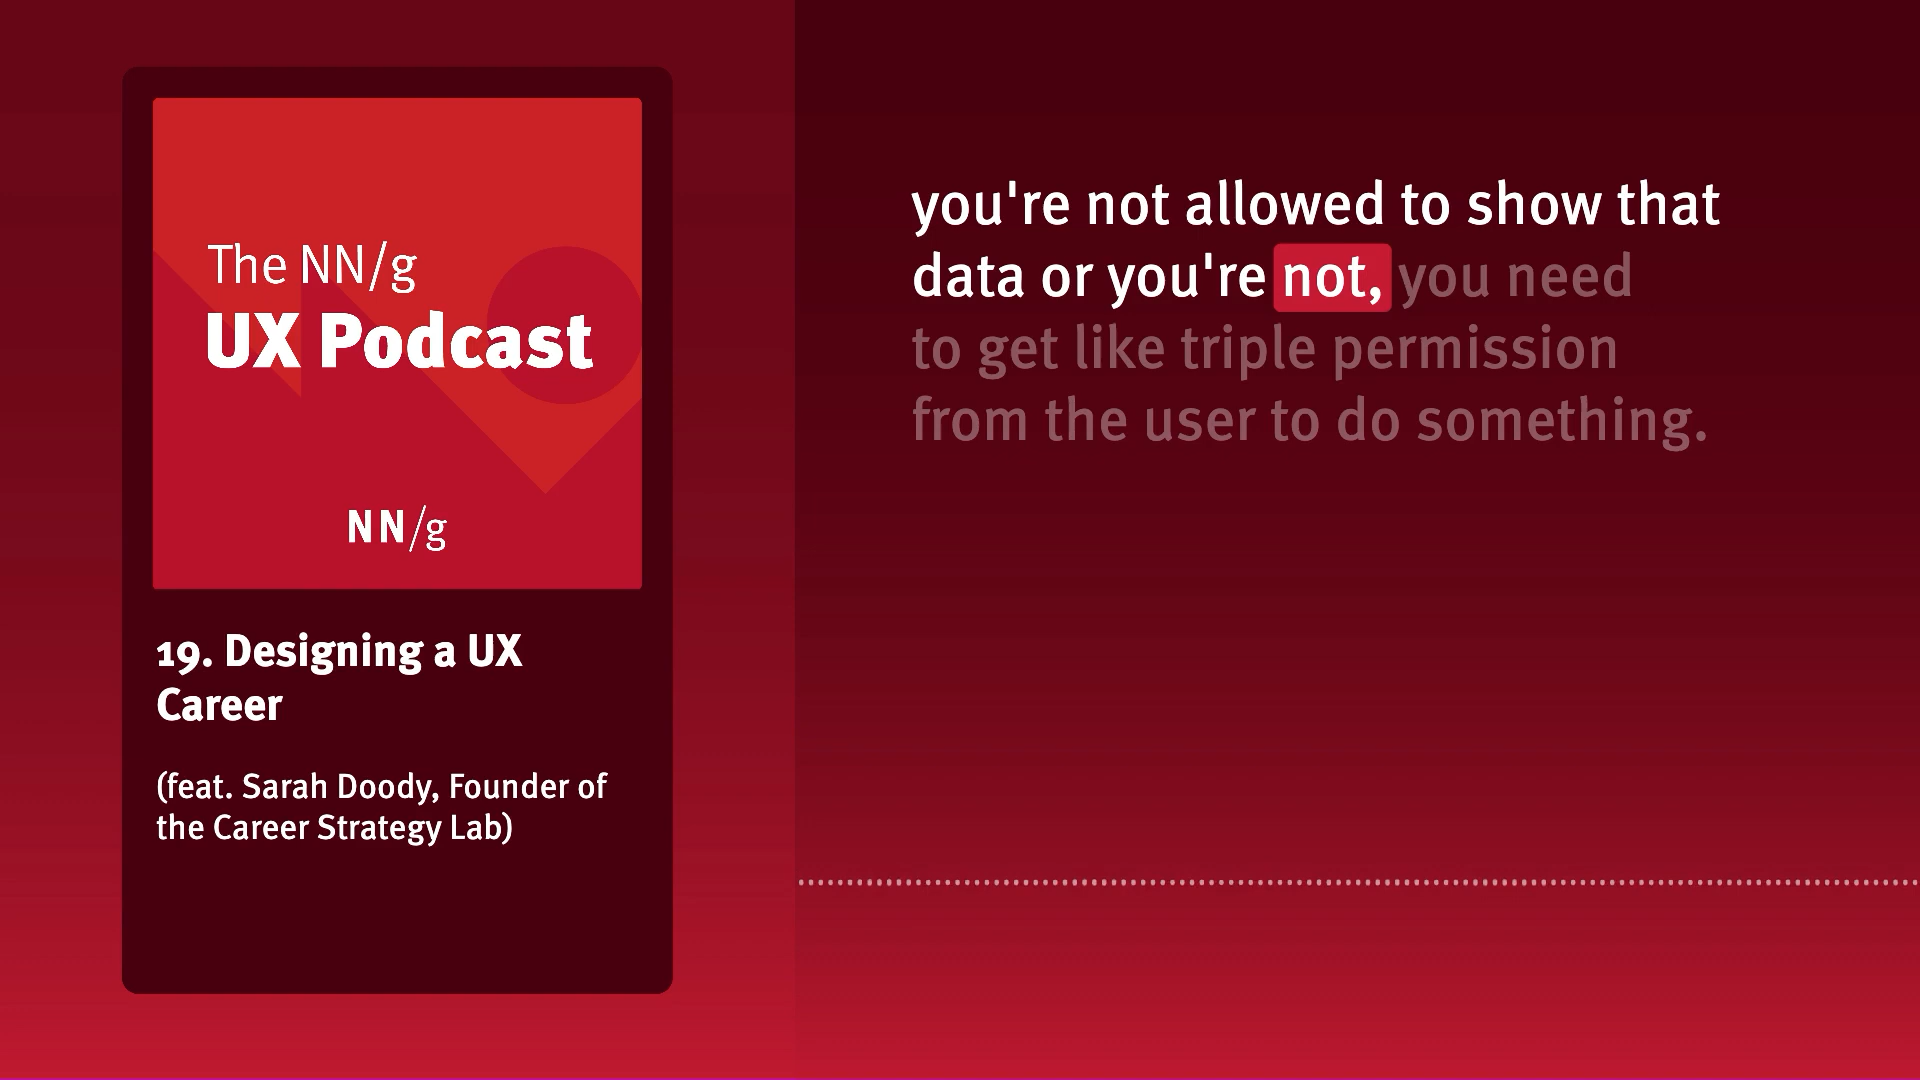 The NN/g
UX Podcast
NN/g
19. Designing a UX
Career
(feat. Sarah Doody, Founder of
the Career Strategy Lab)
you're not allowed to show that
data or you're not, you need
to get like triple permission
from the user to do something.